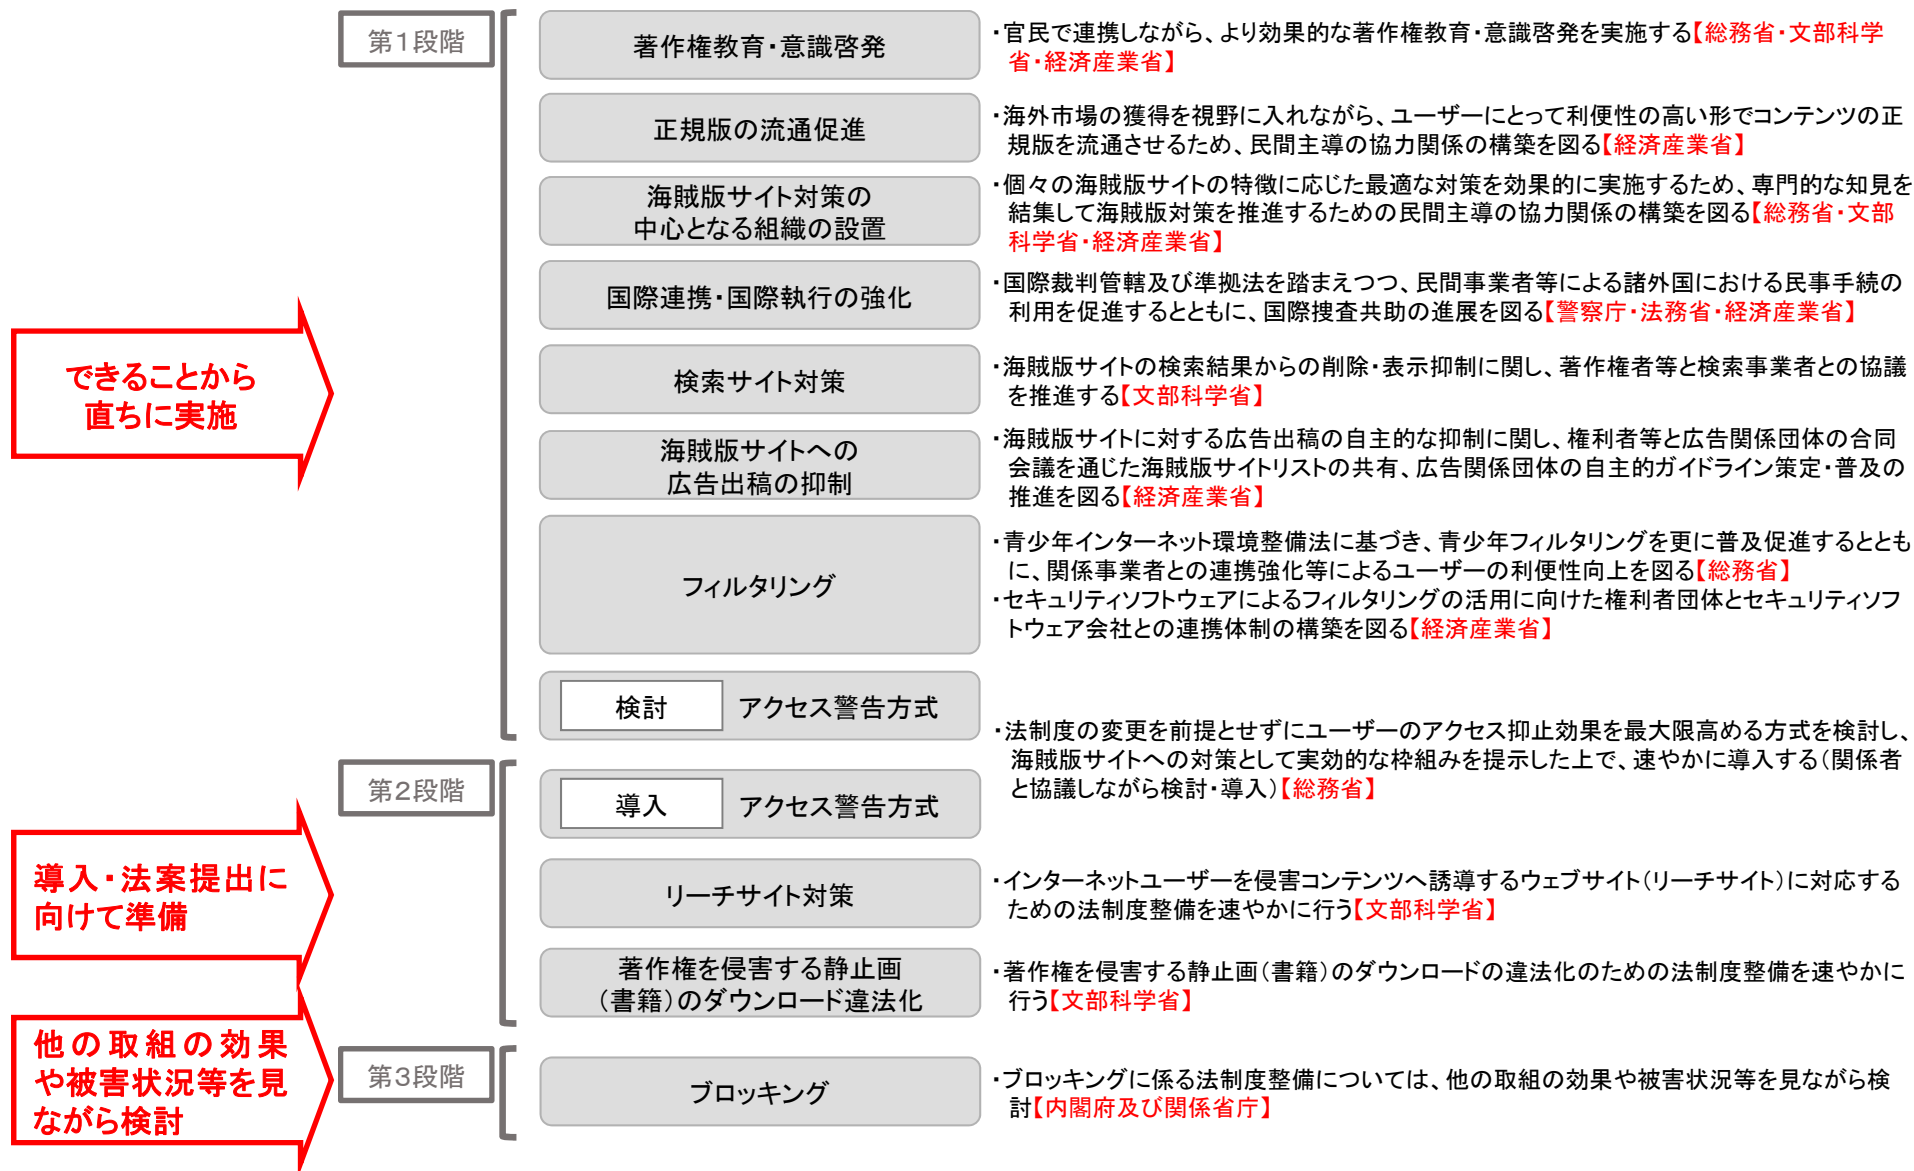 第1段階
著作権教育・意識啓発
・官民で連携しながら、より効果的な著作権教育・意識啓発を実施する【総務省・文部科学
省・経済産業省】
正規版の流通促進
・海外市場の獲得を視野に入れながら、ユーザーにとって利便性の高い形でコンテンツの正
規版を流通させるため、民間主導の協力関係の構築を図る【経済産業省】
海賊版サイト対策の
中心となる組織の設置
・個々の海賊版サイトの特徴に応じた最適な対策を効果的に実施するため、専門的な知見を
結集して海賊版対策を推進するための民間主導の協力関係の構築を図る【総務省・文部
科学省・経済産業省】
国際連携・国際執行の強化
・国際裁判管轄及び準拠法を踏まえつつ、民間事業者等による諸外国における民事手続の
利用を促進するとともに、国際捜査共助の進展を図る【警察庁・法務省・経済産業省】
できることから
直ちに実施
検索サイト対策
・海賊版サイトの検索結果からの削除・表示抑制に関し、著作権者等と検索事業者との協議
を推進する【文部科学省】
海賊版サイトへの
広告出稿の抑制
・海賊版サイトに対する広告出稿の自主的な抑制に関し、権利者等と広告関係団体の合同
会議を通じた海賊版サイトリストの共有、広告関係団体の自主的ガイドライン策定・普及の
推進を図る【経済産業省】
フィルタリング
・青少年インターネット環境整備法に基づき、青少年フィルタリングを更に普及促進するととも
に、関係事業者との連携強化等によるユーザーの利便性向上を図る【総務省】
・セキュリティソフトウェアによるフィルタリングの活用に向けた権利者団体とセキュリティソフ
トウェア会社との連携体制の構築を図る【経済産業省】
検討 アクセス警告方式
・法制度の変更を前提とせずにユーザーのアクセス抑止効果を最大限高める方式を検討し、
海賊版サイトへの対策として実効的な枠組みを提示した上で、速やかに導入する（関係者
と協議しながら検討・導入）【総務省】
第2段階
導入 アクセス警告方式
導入・法案提出に
向けて準備
リーチサイト対策
・インターネットユーザーを侵害コンテンツへ誘導するウェブサイト（リーチサイト）に対応する
ための法制度整備を速やかに行う【文部科学省】
著作権を侵害する静止画
（書籍）のダウンロード違法化
・著作権を侵害する静止画（書籍）のダウンロードの違法化のための法制度整備を速やかに
行う【文部科学省】
他の取組の効果
や被害状況等を見
ながら検討
第3段階
ブロッキング
・ブロッキングに係る法制度整備については、他の取組の効果や被害状況等を見ながら検
討【内閣府及び関係省庁】